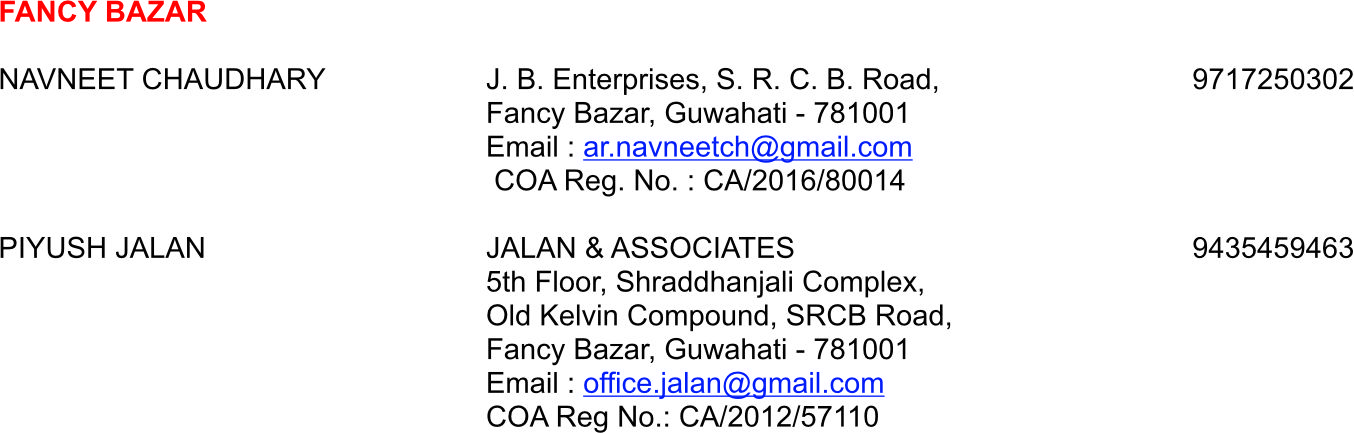 FANCY BAZAR
NAVNEET CHAUDHARY J. B. Enterprises, S. R. C. B. Road, 9717250302
Fancy Bazar, Guwahati - 781001
Email : ar.navneetch@gmail.com
COA Reg. No. : CA/2016/80014
PIYUSH JALAN JALAN & ASSOCIATES 9435459463
5th Floor, Shraddhanjali Complex,
Old Kelvin Compound, SRCB Road,
Fancy Bazar, Guwahati - 781001
Email : office.jalan@gmail.com
COA Reg No.: CA/2012/57110